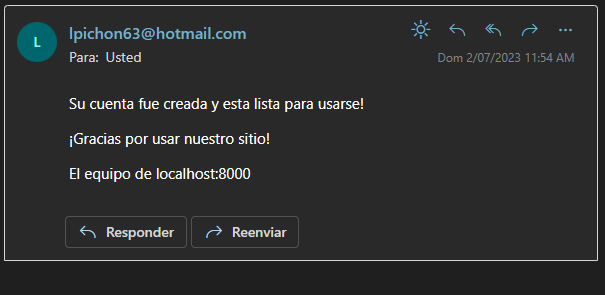 L
lpichon63@hotmail.com
Para: Usted
Dom 2/07/2023 11:54 AM
Su cuenta fue creada y esta lista para usarse!
¡Gracias por usar nuestro sitio!
El equipo de localhost:8000
Responder
Reenviar